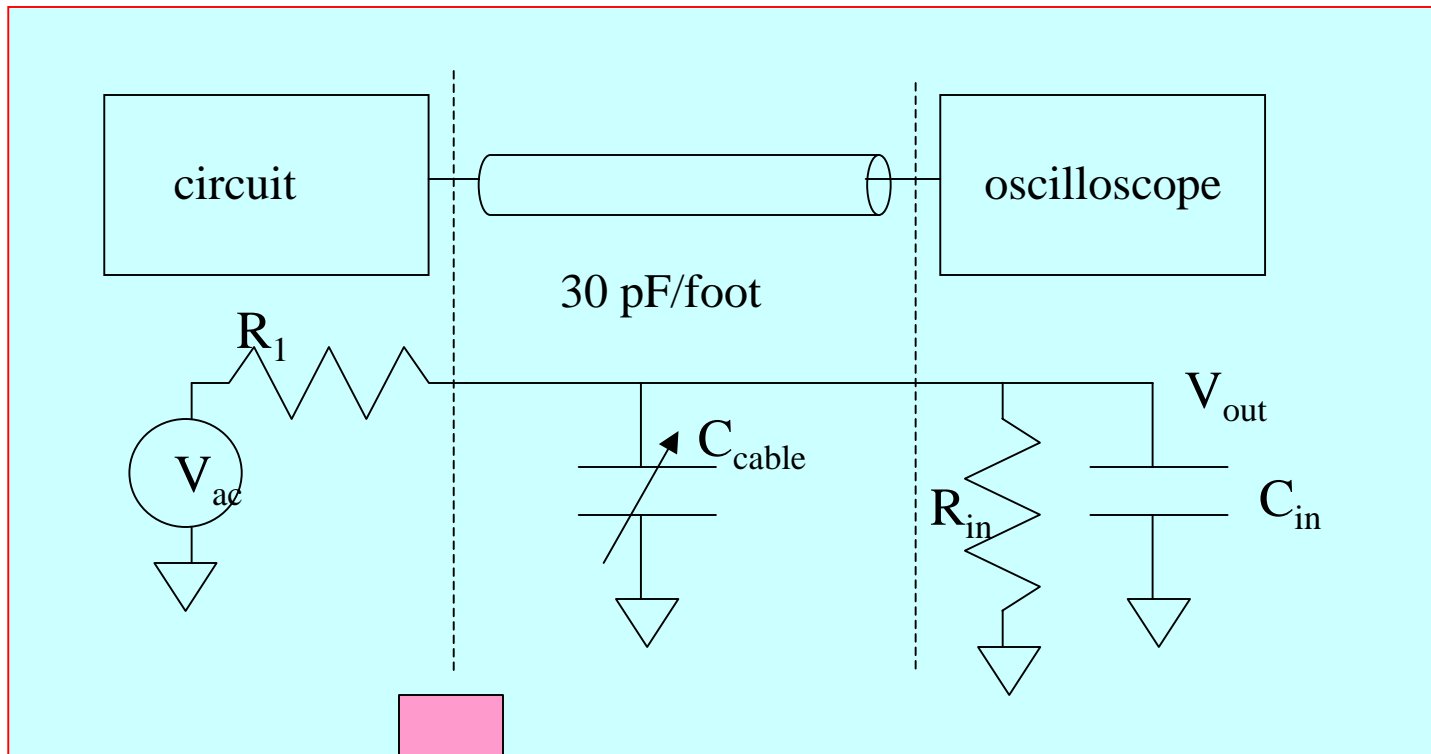 circuit
oscilloscope
30 pF/foot
R1
Vout
Ccable
Vac
Rin
Cin